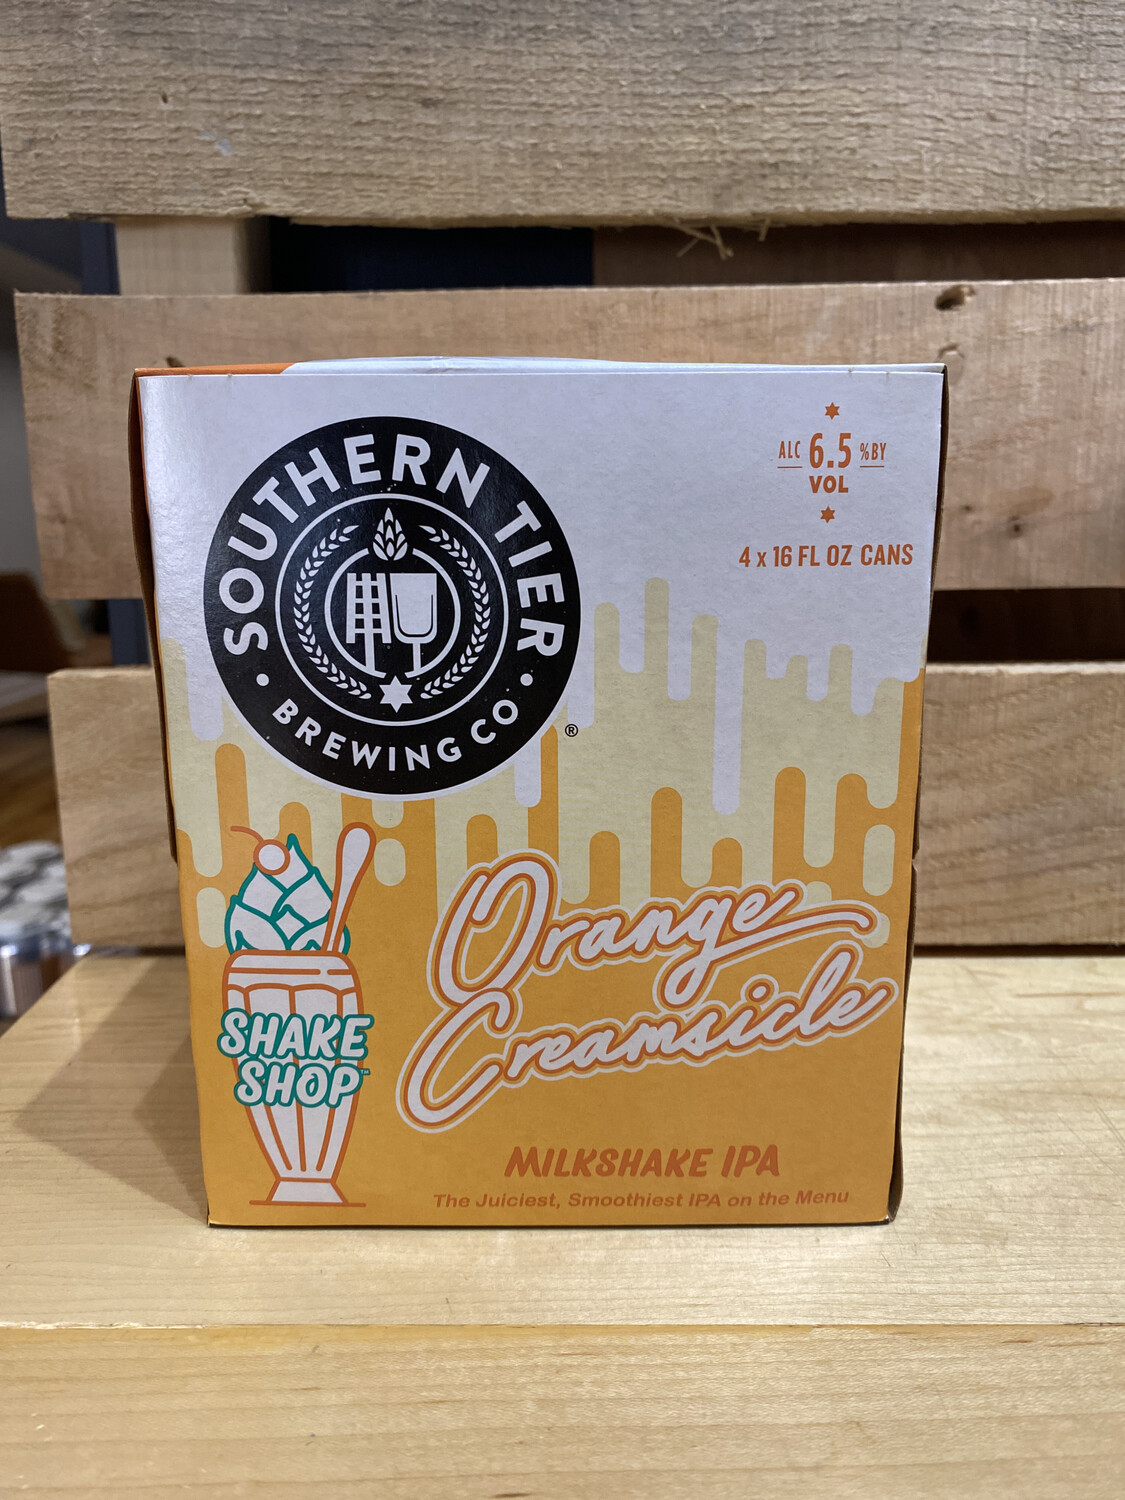 SOUTHERN TIER
BREWING CO
®
ALC 6.5 % BY
VOL
4 x 16 FL OZ CANS
Orange
Creamsicle
SHAKE
SHOP™
MILKSHAKE IPA
The Juiciest, Smoothiest IPA on the Menu